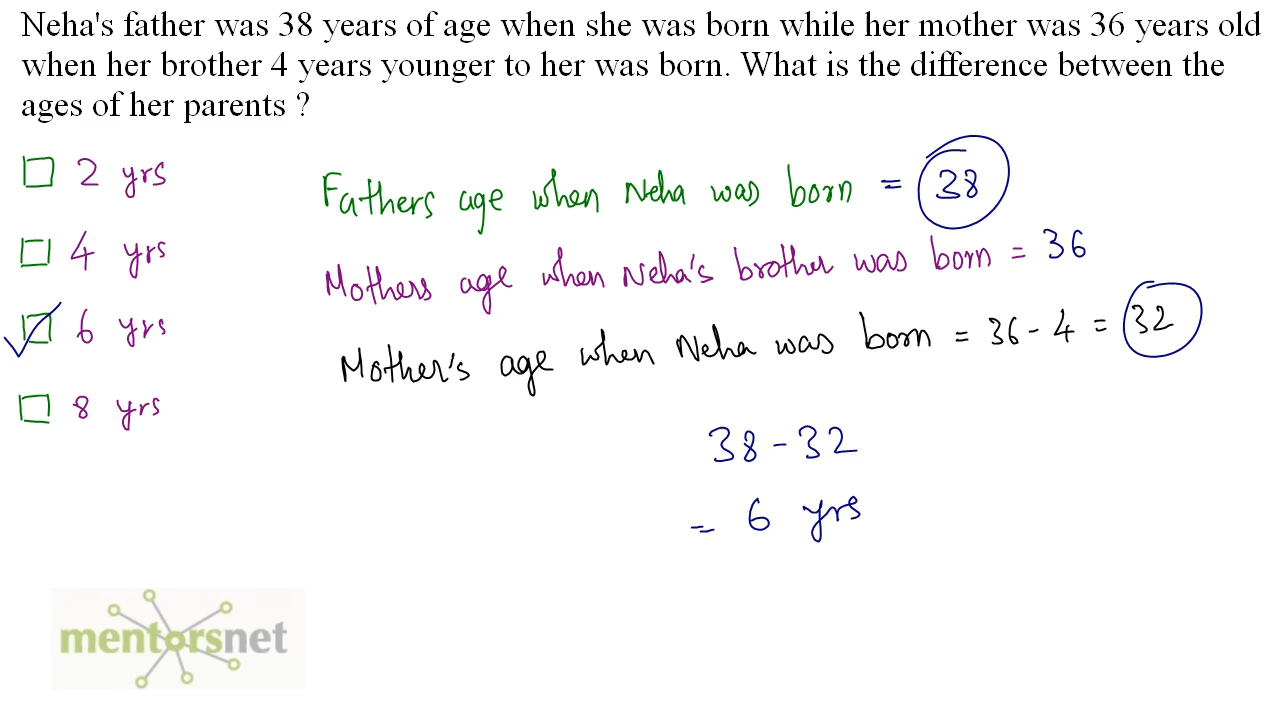 Neha's father was 38 years of age when she was born while her mother was 36 years old
when her brother 4 years younger to her was born. What is the difference between the
ages of her parents ?
2 yrs
4 yrs
6 yrs
8 yrs
Fathers age when Neha was born = 38
Mothers age when Neha's brother was born = 36
Mother's age when Neha was born = 36 - 4 = 32
38 - 32
= 6 yrs
mentorsnet